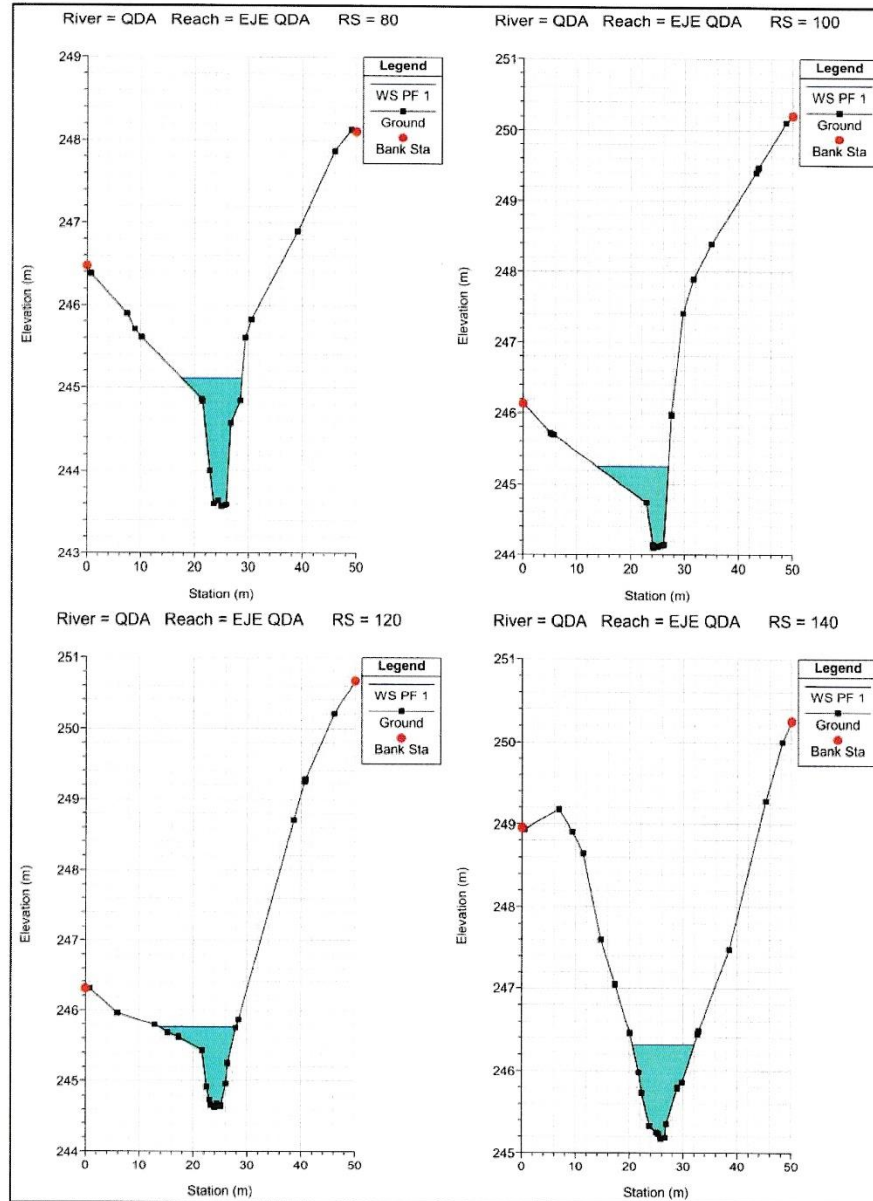 River = QDA Reach = EJE QDA RS = 80
249
248
247
246
245
244
243
Elevation (m)
0
10
20
30
40
50
Station (m)
Legend
WS PF 1
Ground
Bank Sta
River = QDA Reach = EJE QDA RS = 100
251
250
249
248
247
246
245
244
Elevation (m)
0
10
20
30
40
50
Station (m)
Legend
WS PF 1
Ground
Bank Sta
River = QDA Reach = EJE QDA RS = 120
251
250
249
248
247
246
245
244
Elevation (m)
0
10
20
30
40
50
Station (m)
Legend
WS PF 1
Ground
Bank Sta
River = QDA Reach = EJE QDA RS = 140
251
250
249
248
247
246
245
Elevation (m)
0
10
20
30
40
50
Station (m)
Legend
WS PF 1
Ground
Bank Sta